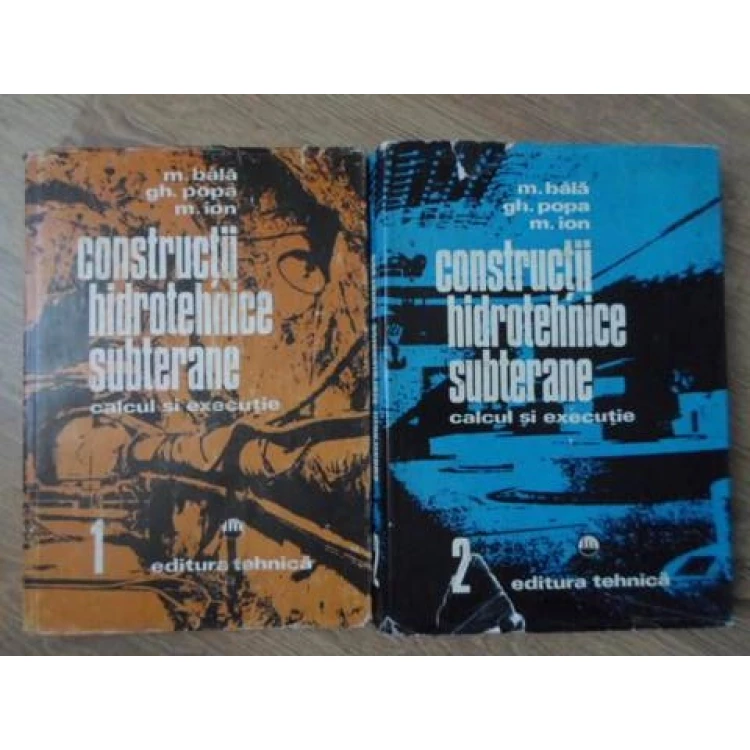 m. bălă
gh. popa
m. ion
construcții
hidrotehnice
subterane
calcul si execuție
1
editura tehnică
m. bălă
gh. popa
m. ion
construcții
hidrotehnice
subterane
calcul și execuție
2
editura tehnică